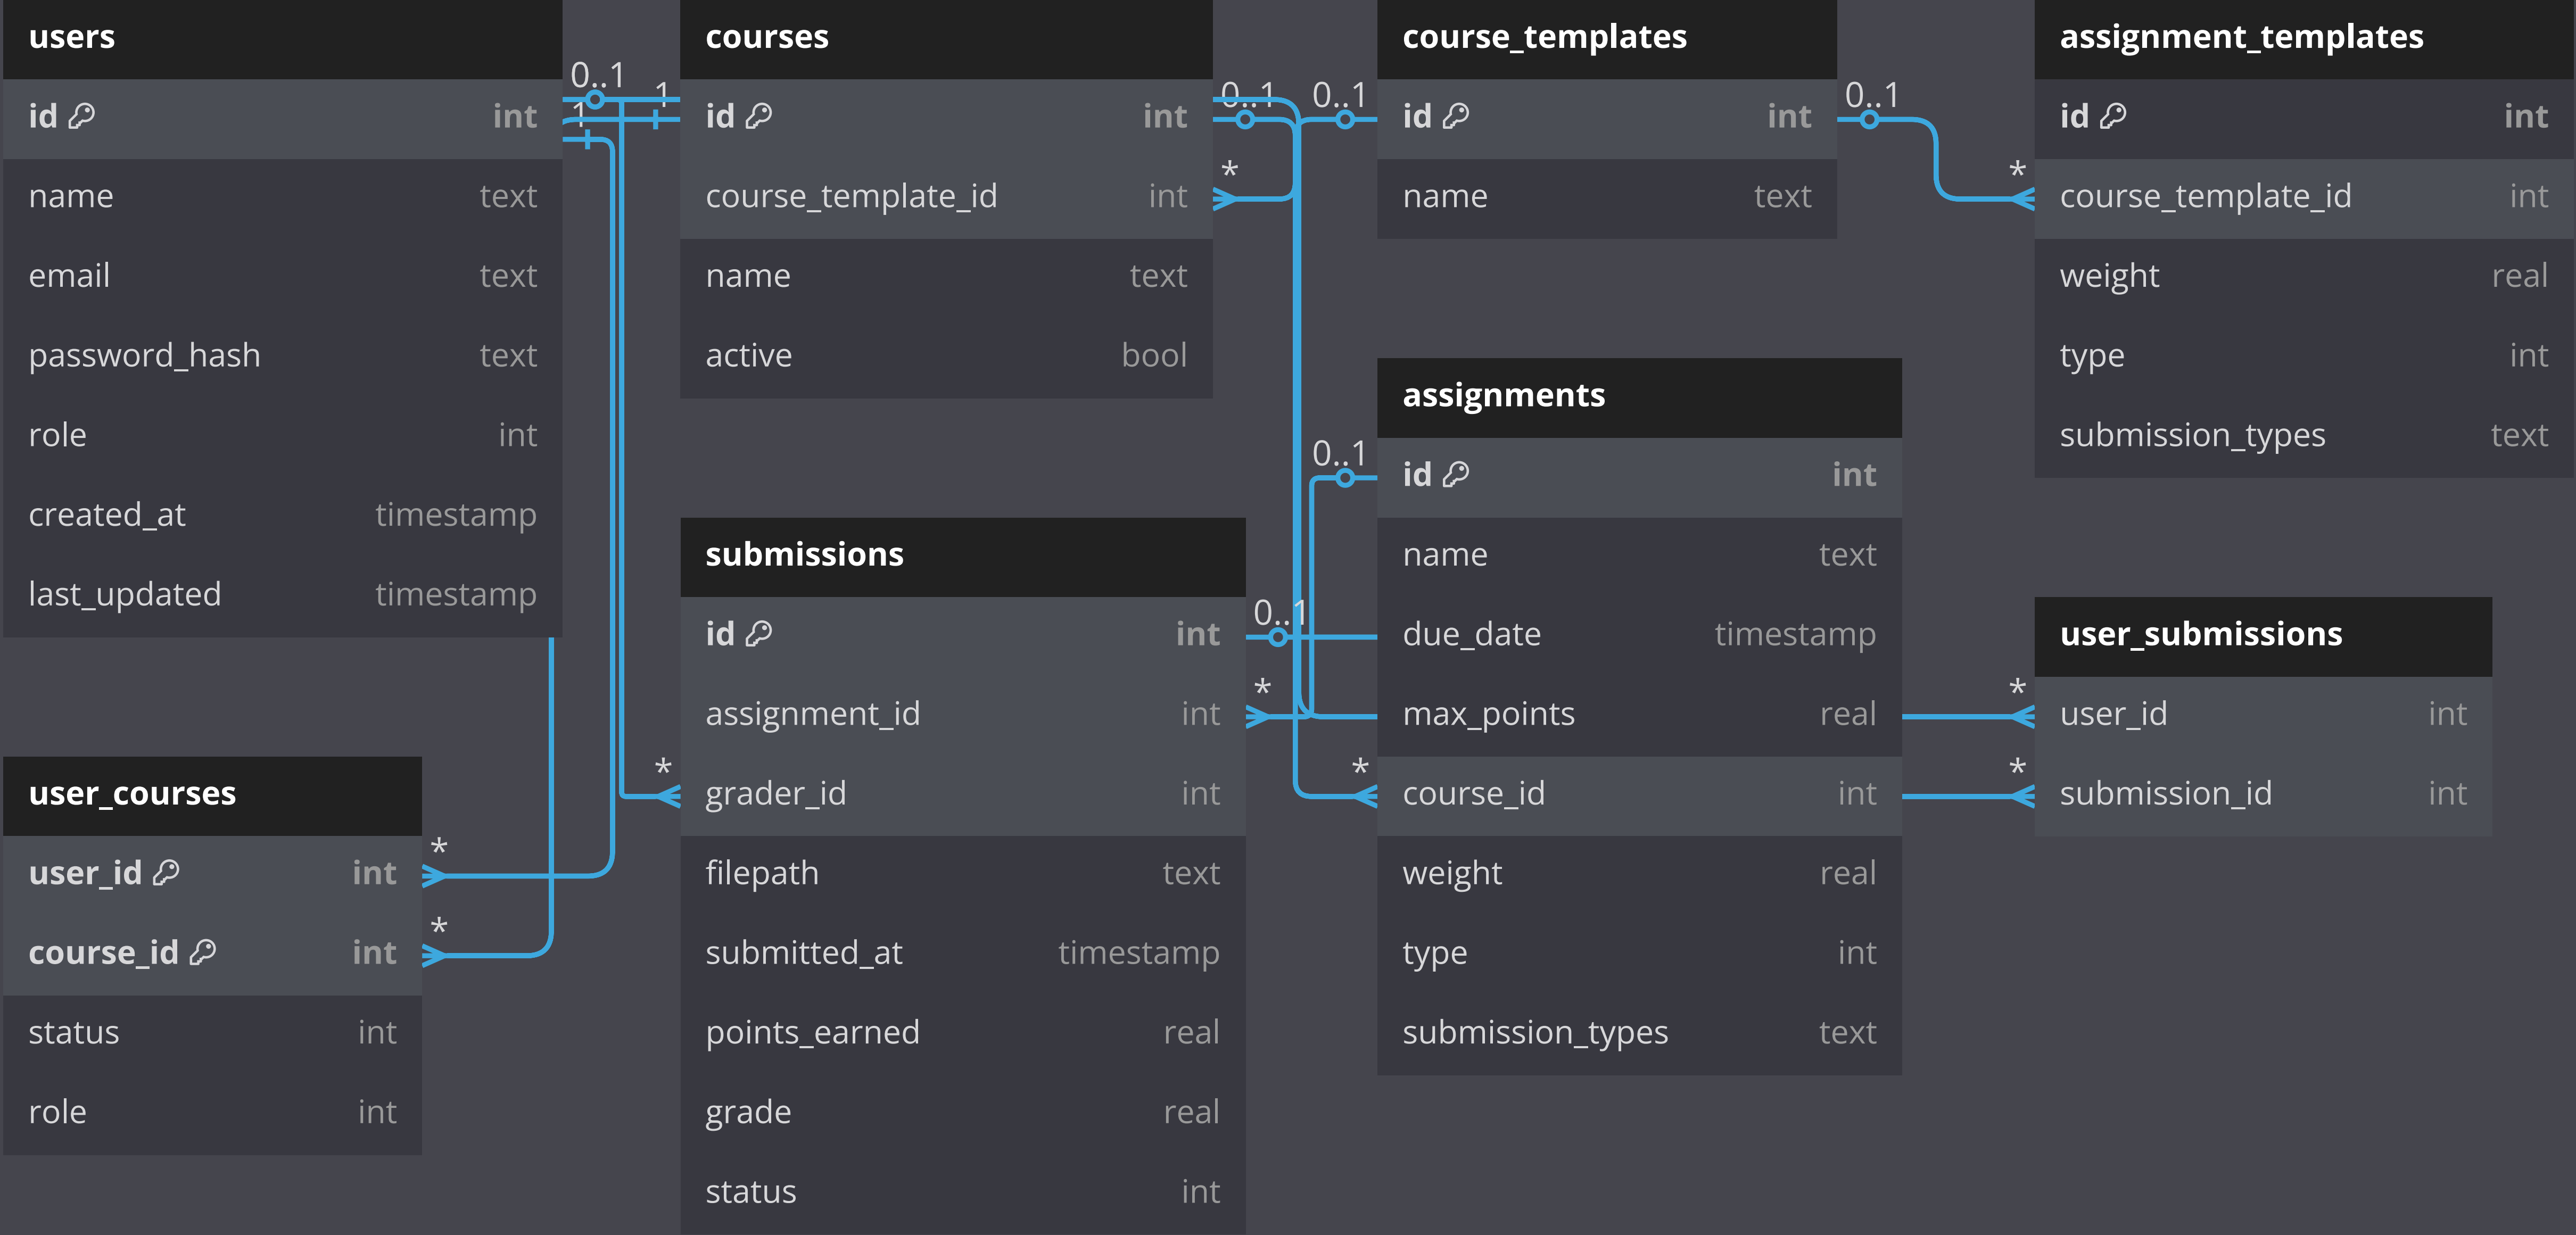 users
id int
name text
email text
password_hash text
role int
created_at timestamp
last_updated timestamp
0..1
1
1
courses
id int
course_template_id int
name text
active bool
0..1
*
0..1
course_templates
id int
name text
0..1
*
assignment_templates
id int
course_template_id int
weight real
type int
submission_types text
assignments
0..1
id int
name text
due_date timestamp
max_points real
*
course_id int
weight real
type int
submission_types text
submissions
id int
0..1
assignment_id int
*
*
grader_id int
filepath text
submitted_at timestamp
points_earned real
grade real
status int
user_submissions
*
user_id int
*
submission_id int
user_courses
*
user_id int
*
course_id int
status int
role int